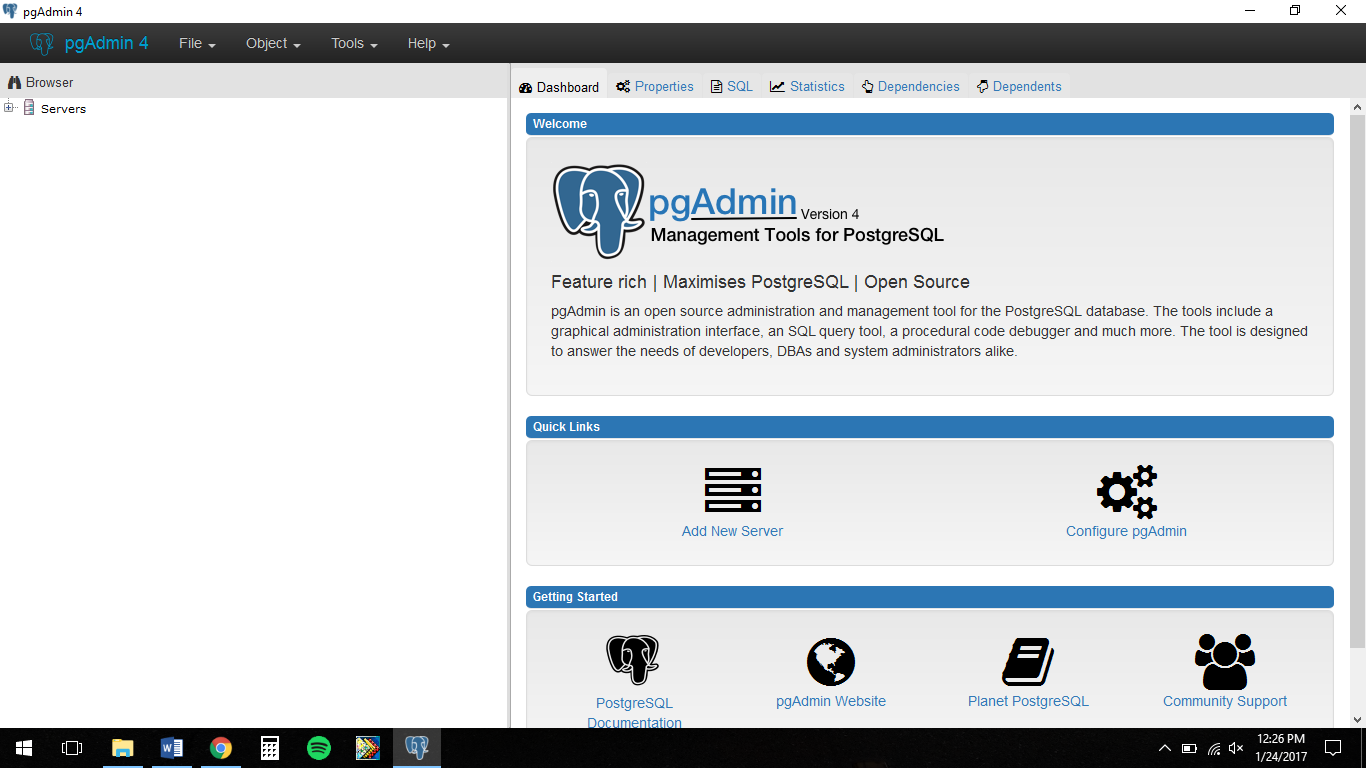 pgAdmin 4
pgAdmin 4 File Object Tools Help
Browser
Servers
Dashboard Properties SQL Statistics Dependencies Dependents
Welcome
pgAdmin Version 4
Management Tools for PostgreSQL
Feature rich | Maximises PostgreSQL | Open Source
pgAdmin is an open source administration and management tool for the PostgreSQL database. The tools include a
graphical administration interface, an SQL query tool, a procedural code debugger and much more. The tool is designed
to answer the needs of developers, DBAs and system administrators alike.
Quick Links
Add New Server Configure pgAdmin
Getting Started
PostgreSQL
Documentation
pgAdmin Website
Planet PostgreSQL
Community Support
12:26 PM
1/24/2017